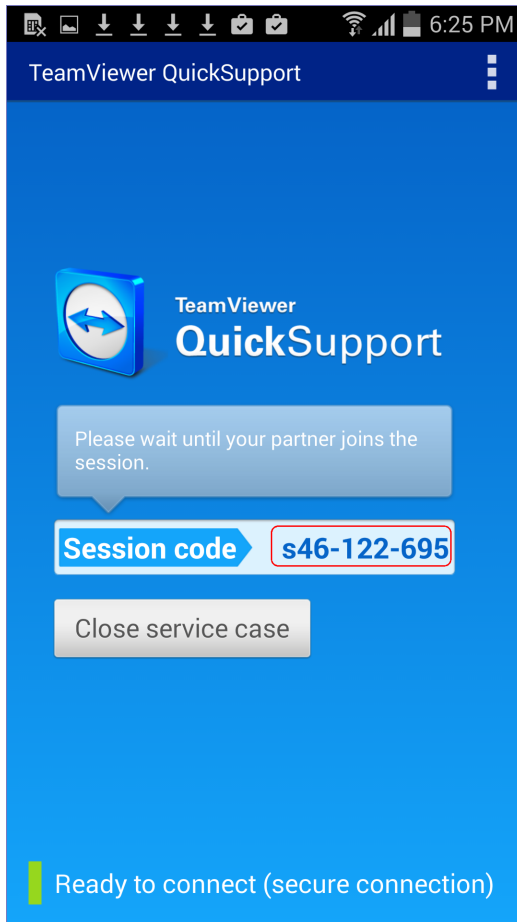 6:25 PM
TeamViewer QuickSupport
TeamViewer
QuickSupport
Please wait until your partner joins the
session.
Session code s46-122-695
Close service case
Ready to connect (secure connection)